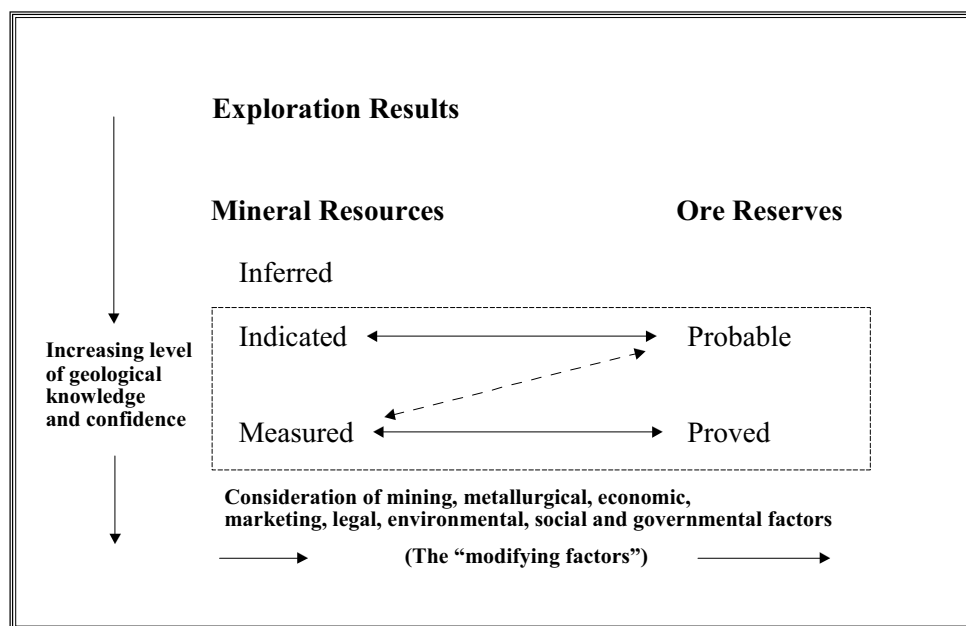 Exploration Results
Mineral Resources
Ore Reserves
Inferred
Indicated
Probable
Increasing level
of geological
knowledge
and confidence
Measured
Proved
Consideration of mining, metallurgical, economic,
marketing, legal, environmental, social and governmental factors
(The “modifying factors”)